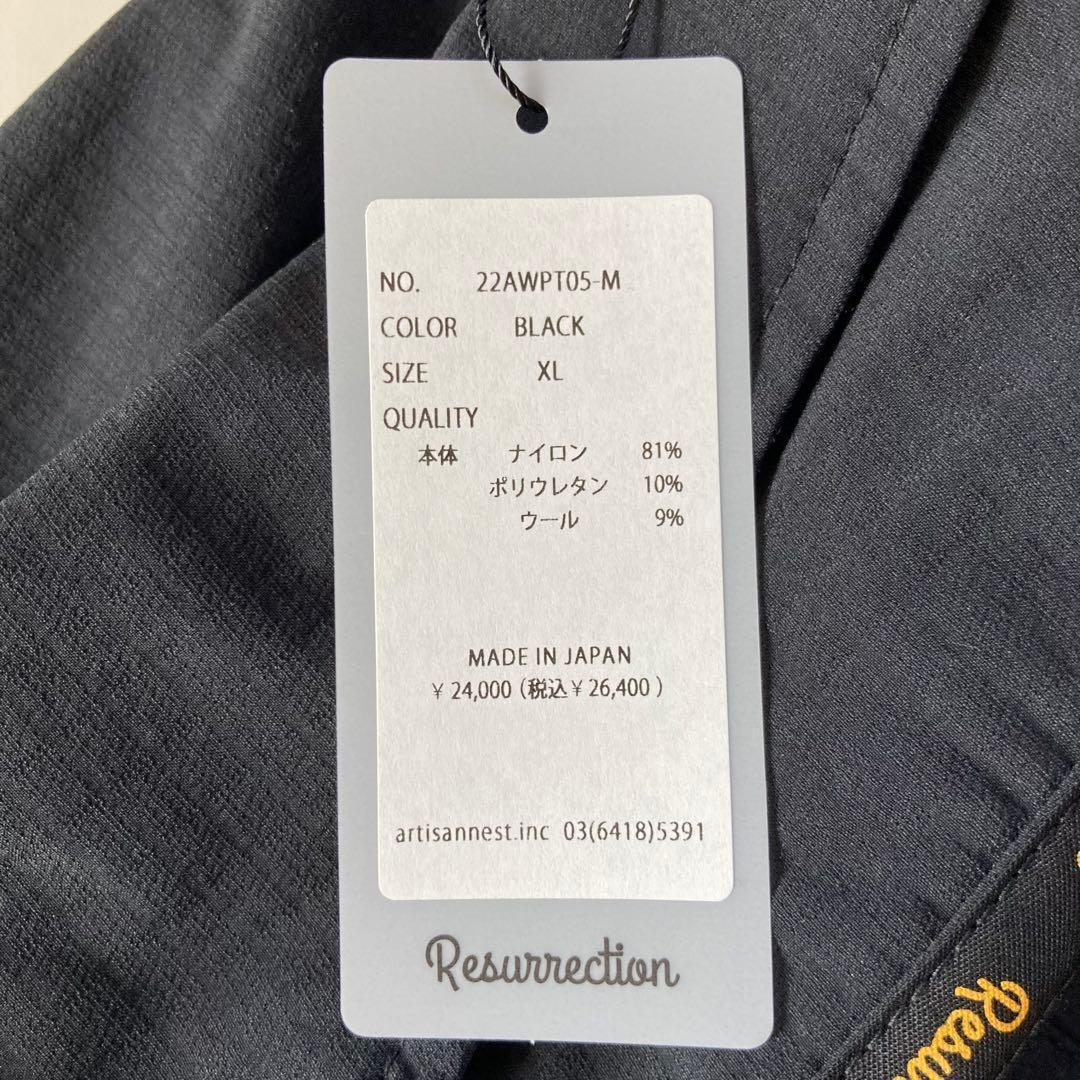 NO. 22AWPT05-M
COLOR BLACK
SIZE XL
QUALITY
本体 ナイロン 81%
ポリウレタン 10%
ウール 9%
MADE IN JAPAN
¥24,000(税込¥26,400)
artisannest.inc 03(6418)5391
Resurrection